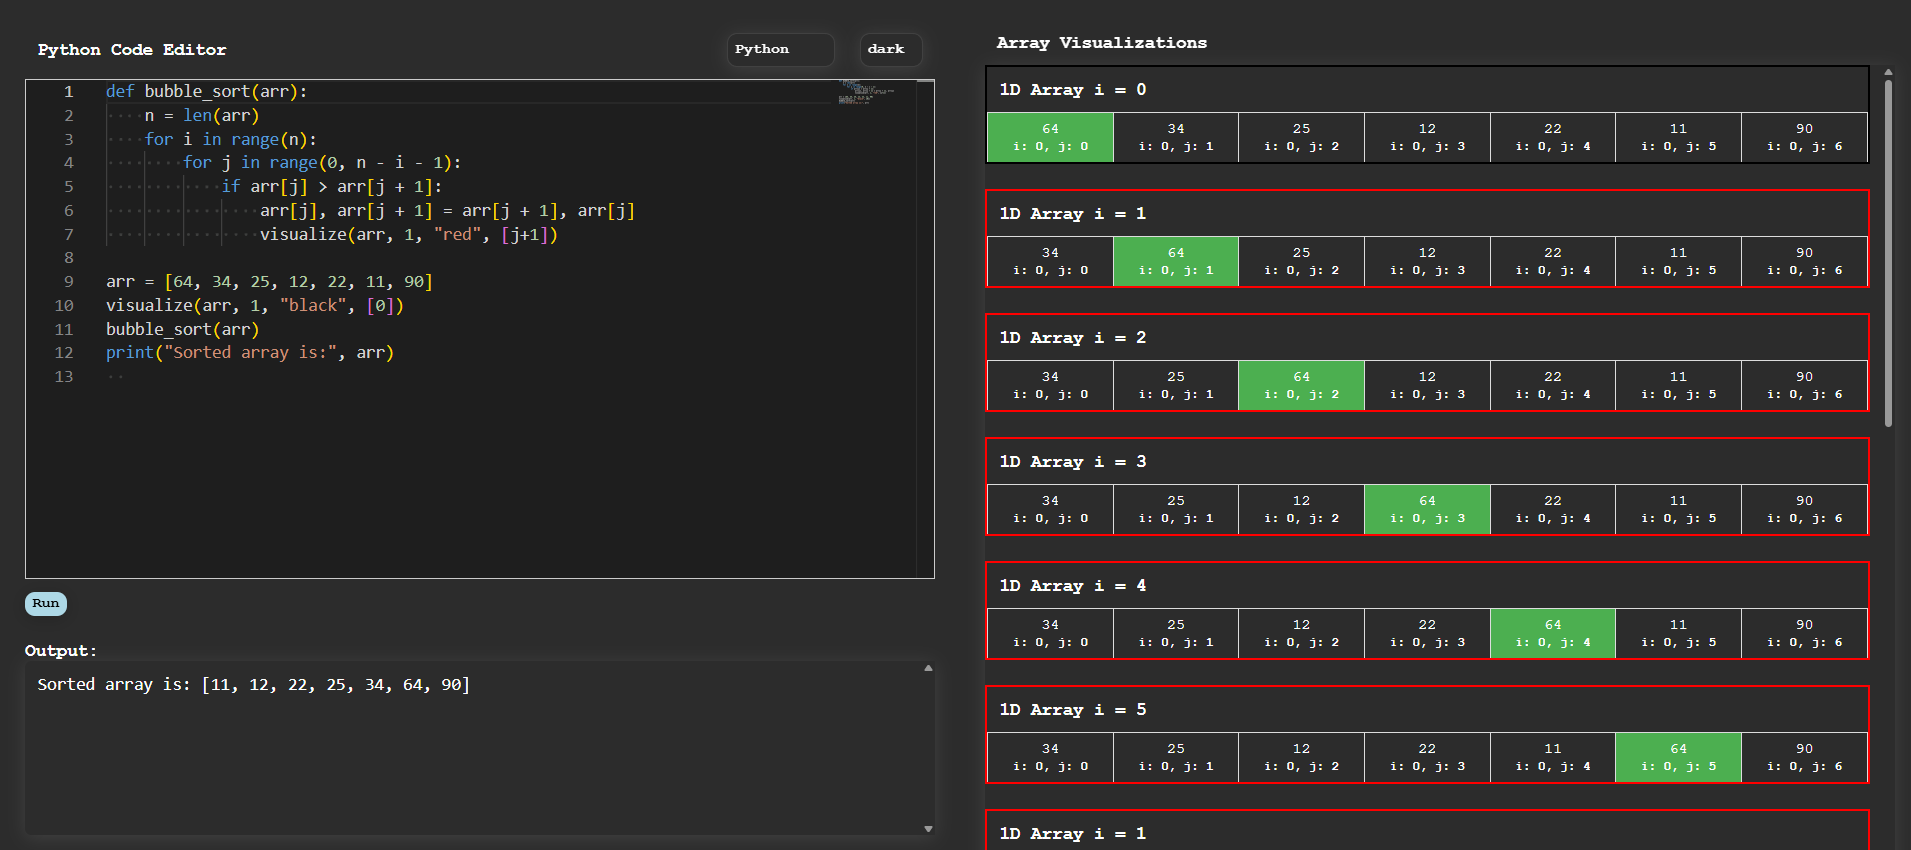 Python Code Editor
Python
dark
1 def bubble_sort(arr):
2 ····n = len(arr)
3 ····for i in range(n):
4 ········for j in range(0, n - i - 1):
5 ············if arr[j] > arr[j + 1]:
6 ················arr[j], arr[j + 1] = arr[j + 1], arr[j]
7 ················visualize(arr, 1, "red", [j+1])
8
9 arr = [64, 34, 25, 12, 22, 11, 90]
10 visualize(arr, 1, "black", [0])
11 bubble_sort(arr)
12 print("Sorted array is:", arr)
13 ··
Run
Output:
Sorted array is: [11, 12, 22, 25, 34, 64, 90]
Array Visualizations
1D Array i = 0
64 34 25 12 22 11 90
i: 0, j: 0 i: 0, j: 1 i: 0, j: 2 i: 0, j: 3 i: 0, j: 4 i: 0, j: 5 i: 0, j: 6
1D Array i = 1
34 64 25 12 22 11 90
i: 0, j: 0 i: 0, j: 1 i: 0, j: 2 i: 0, j: 3 i: 0, j: 4 i: 0, j: 5 i: 0, j: 6
1D Array i = 2
34 25 64 12 22 11 90
i: 0, j: 0 i: 0, j: 1 i: 0, j: 2 i: 0, j: 3 i: 0, j: 4 i: 0, j: 5 i: 0, j: 6
1D Array i = 3
34 25 12 64 22 11 90
i: 0, j: 0 i: 0, j: 1 i: 0, j: 2 i: 0, j: 3 i: 0, j: 4 i: 0, j: 5 i: 0, j: 6
1D Array i = 4
34 25 12 22 64 11 90
i: 0, j: 0 i: 0, j: 1 i: 0, j: 2 i: 0, j: 3 i: 0, j: 4 i: 0, j: 5 i: 0, j: 6
1D Array i = 5
34 25 12 22 11 64 90
i: 0, j: 0 i: 0, j: 1 i: 0, j: 2 i: 0, j: 3 i: 0, j: 4 i: 0, j: 5 i: 0, j: 6
1D Array i = 1